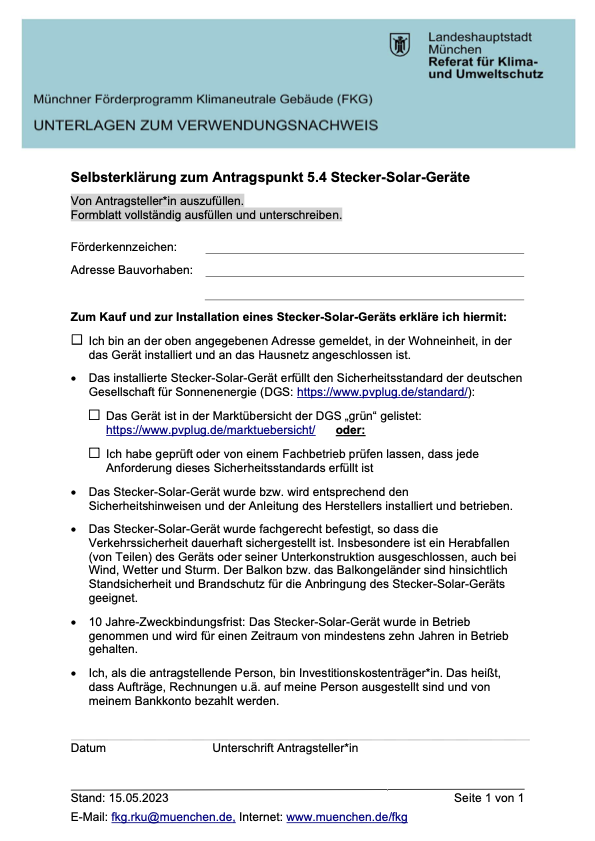 Landeshauptstadt
München
Referat für Klima-
und Umweltschutz
Münchner Förderprogramm Klimaneutrale Gebäude (FKG)
UNTERLAGEN ZUM VERWENDUNGSNACHWEIS
Selbsterklärung zum Antragspunkt 5.4 Stecker-Solar-Geräte
Von Antragsteller*in auszufüllen.
Formblatt vollständig ausfüllen und unterschreiben.
Förderkennzeichen:
Adresse Bauvorhaben:
Zum Kauf und zur Installation eines Stecker-Solar-Geräts erkläre ich hiermit:
☐ Ich bin an der oben angegebenen Adresse gemeldet, in der Wohneinheit, in der
das Gerät installiert und an das Hausnetz angeschlossen ist.
• Das installierte Stecker-Solar-Gerät erfüllt den Sicherheitsstandard der deutschen
Gesellschaft für Sonnenenergie (DGS: https://www.pvplug.de/standard/):
☐ Das Gerät ist in der Marktübersicht der DGS „grün“ gelistet:
https://www.pvplug.de/marktuebersicht/ oder:
☐ Ich habe geprüft oder von einem Fachbetrieb prüfen lassen, dass jede
Anforderung dieses Sicherheitsstandards erfüllt ist
• Das Stecker-Solar-Gerät wurde bzw. wird entsprechend den
Sicherheitshinweisen und der Anleitung des Herstellers installiert und betrieben.
• Das Stecker-Solar-Gerät wurde fachgerecht befestigt, so dass die
Verkehrssicherheit dauerhaft sichergestellt ist. Insbesondere ist ein Herabfallen
(von Teilen) des Geräts oder seiner Unterkonstruktion ausgeschlossen, auch bei
Wind, Wetter und Sturm. Der Balkon bzw. das Balkongeländer sind hinsichtlich
Standsicherheit und Brandschutz für die Anbringung des Stecker-Solar-Geräts
geeignet.
• 10 Jahre-Zweckbindungsfrist: Das Stecker-Solar-Gerät wurde in Betrieb
genommen und wird für einen Zeitraum von mindestens zehn Jahren in Betrieb
gehalten.
• Ich, als die antragstellende Person, bin Investitionskostenträger*in. Das heißt,
dass Aufträge, Rechnungen u.ä. auf meine Person ausgestellt sind und von
meinem Bankkonto bezahlt werden.
Datum Unterschrift Antragsteller*in
Stand: 15.05.2023 Seite 1 von 1
E-Mail: fkg.rku@muenchen.de, Internet: www.muenchen.de/fkg